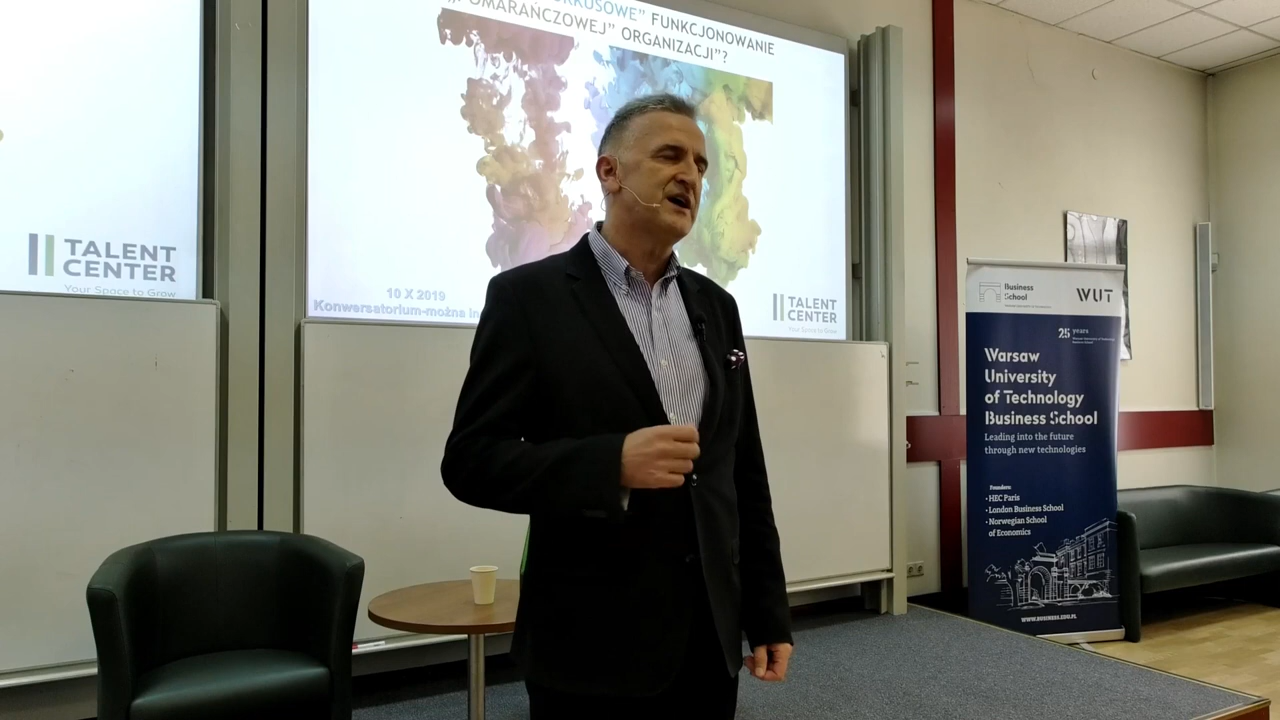 TALENT
CENTER
Your Space to Grow
FUNKCJONOWANIE
„POMARAŃCZOWEJ” ORGANIZACJI”?
10 X 2019
Konwersatorium-można
TALENT
CENTER
Your Space to Grow
Business
School
WUT
25 years
Warsaw
University
of Technology
Business School
Leading into the future
through new technologies
Founders:
• HEC Paris
• London Business School
• Norwegian School
of Economics
WWW.BUSINESS.EDU.PL